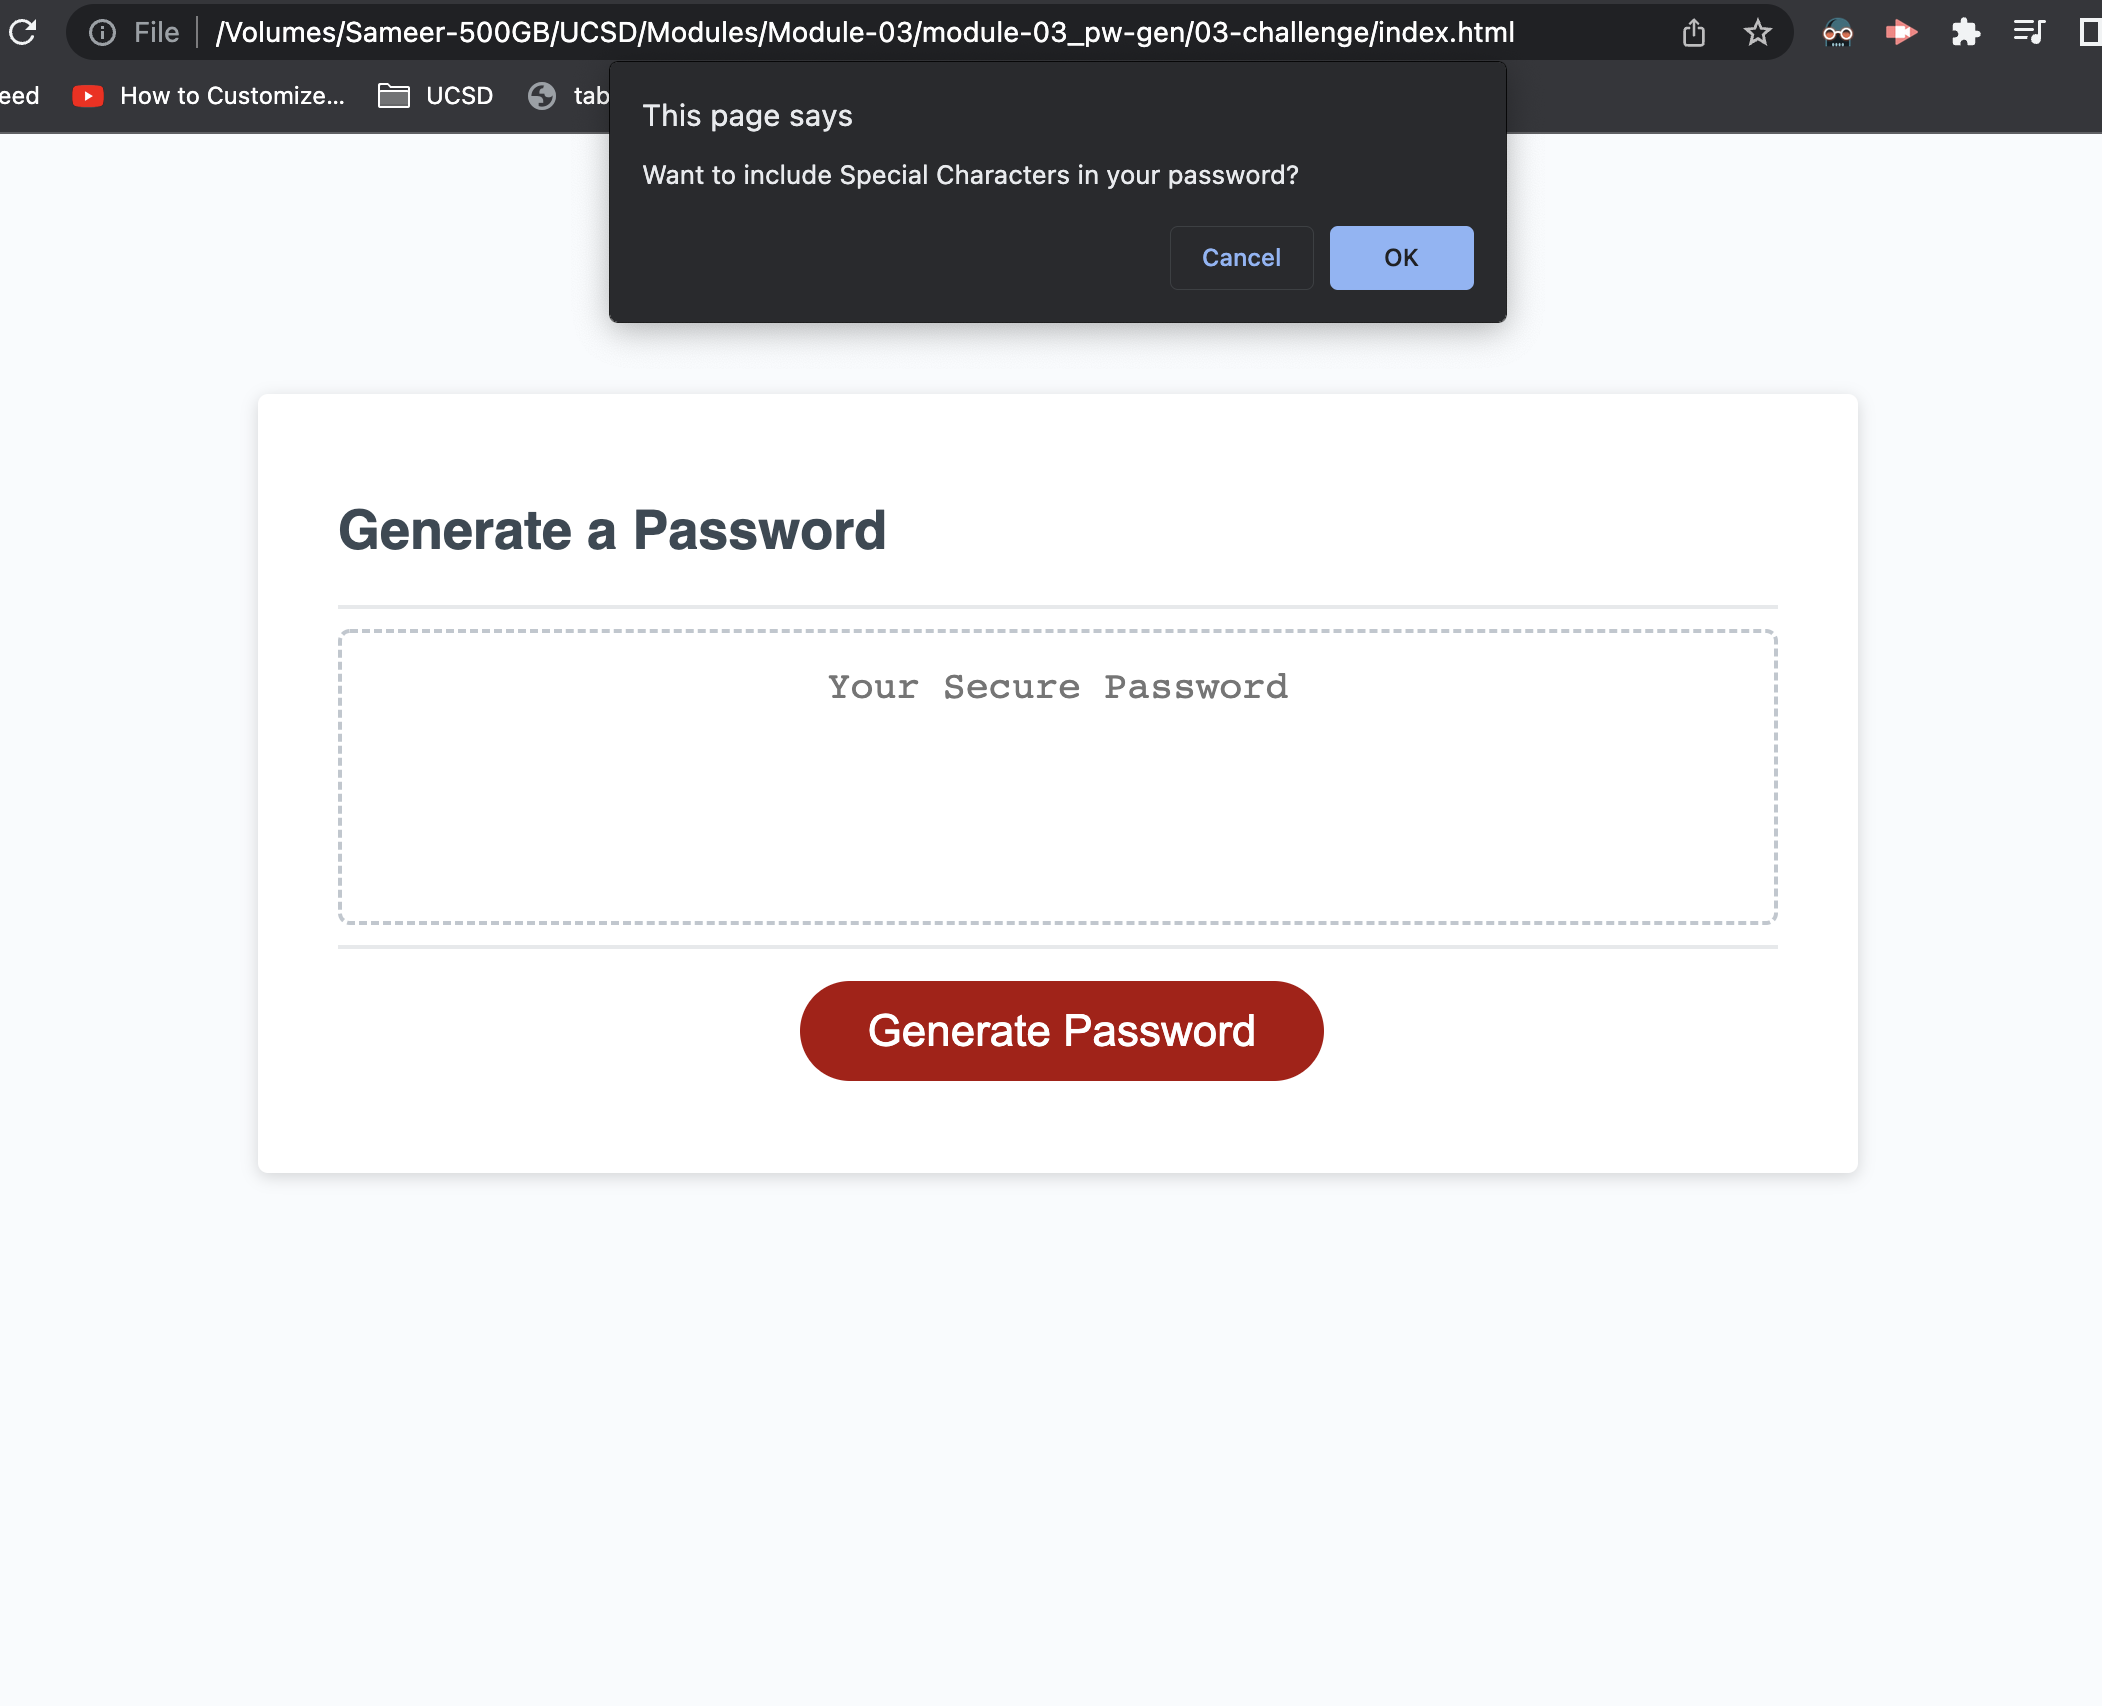 File /Volumes/Sameer-500GB/UCSD/Modules/Module-03/module-03_pw-gen/03-challenge/index.html
eed How to Customize... UCSD tab
This page says
Want to include Special Characters in your password?
Cancel OK
Generate a Password
Your Secure Password
Generate Password